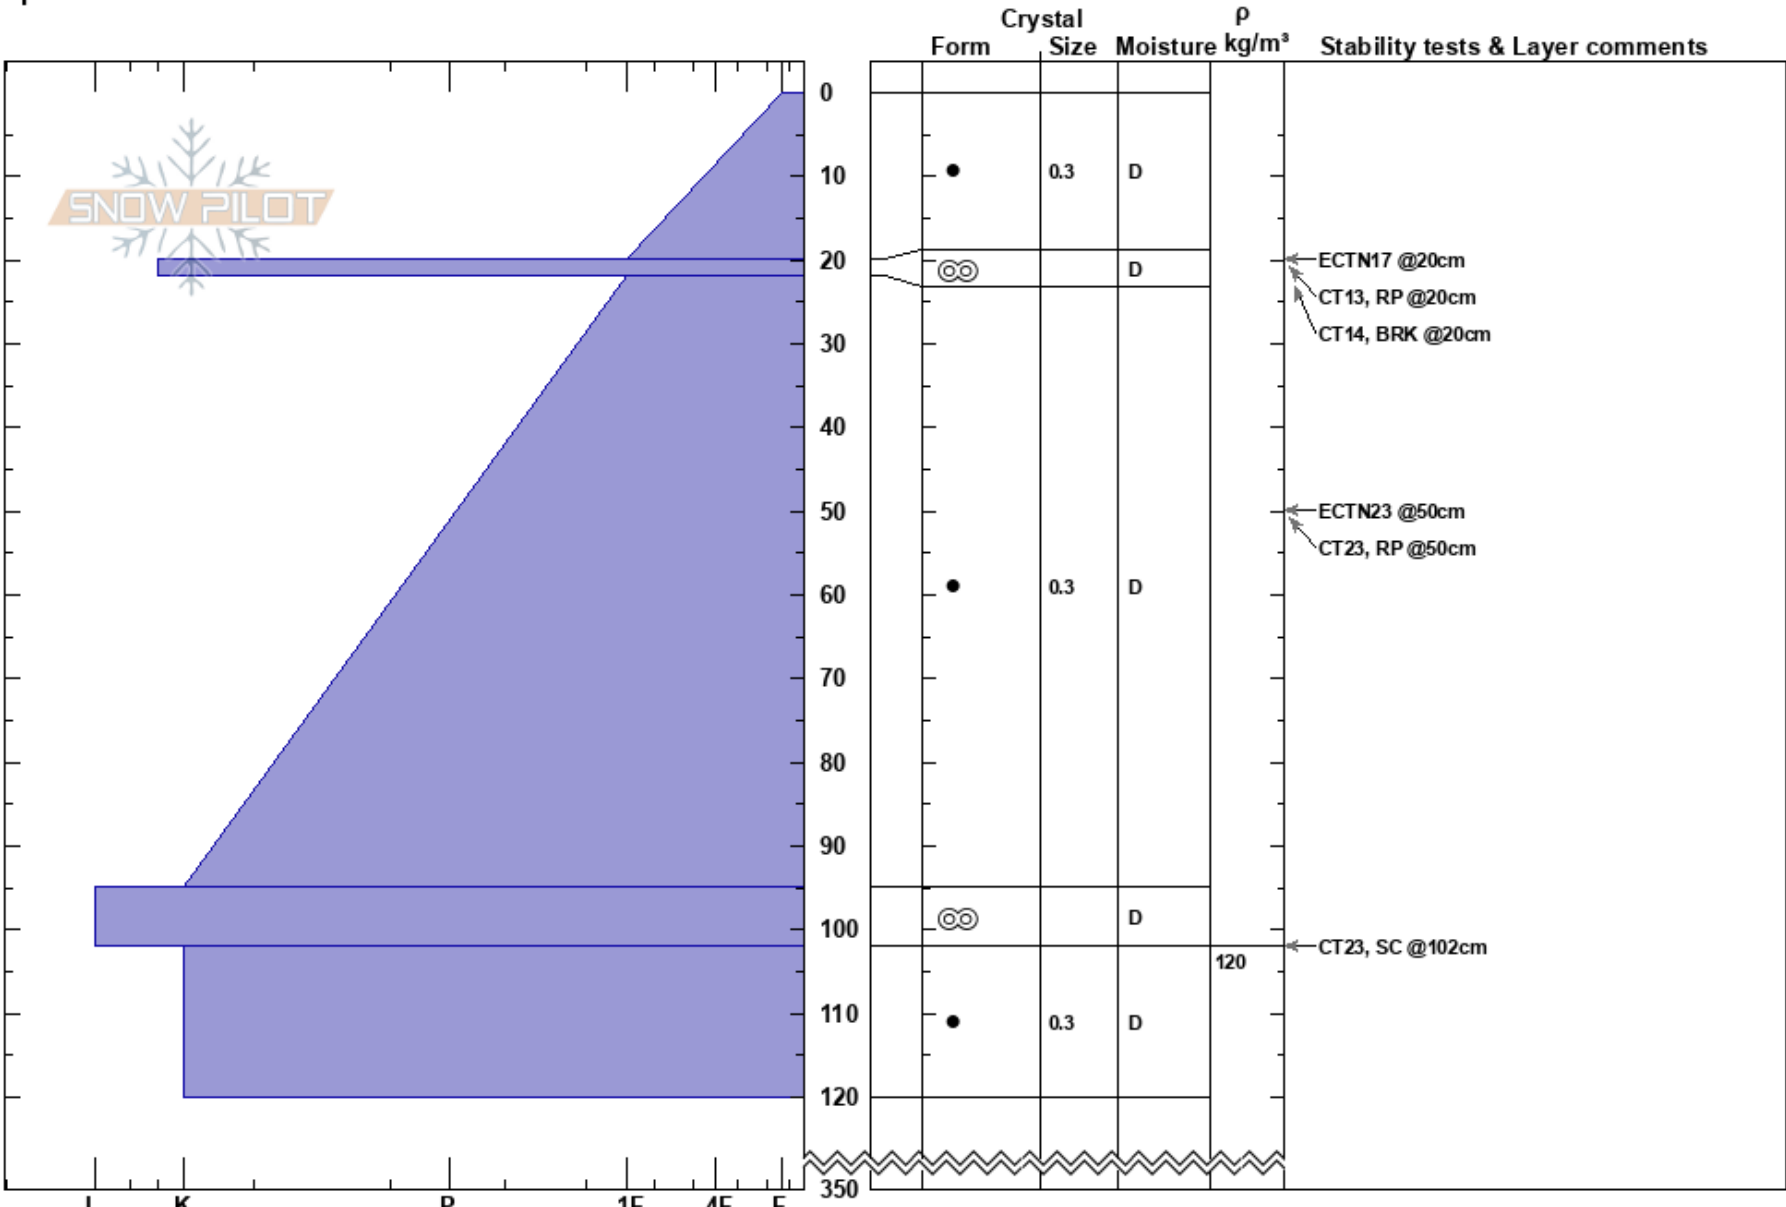 Crystal ρ
Form Size Moisture kg/m³ Stability tests & Layer comments
SNOW PILOT
0
10 0.3 D
20 ECTN17 @20cm
D
CT13, RP @20cm
CT14, BRK @20cm
30
40
50 ECTN23 @50cm
CT23, RP @50cm
60 0.3 D
70
80
90
100 D
CT23, SC @102cm
120
110 0.3 D
120
350
I K P 1F 4F F